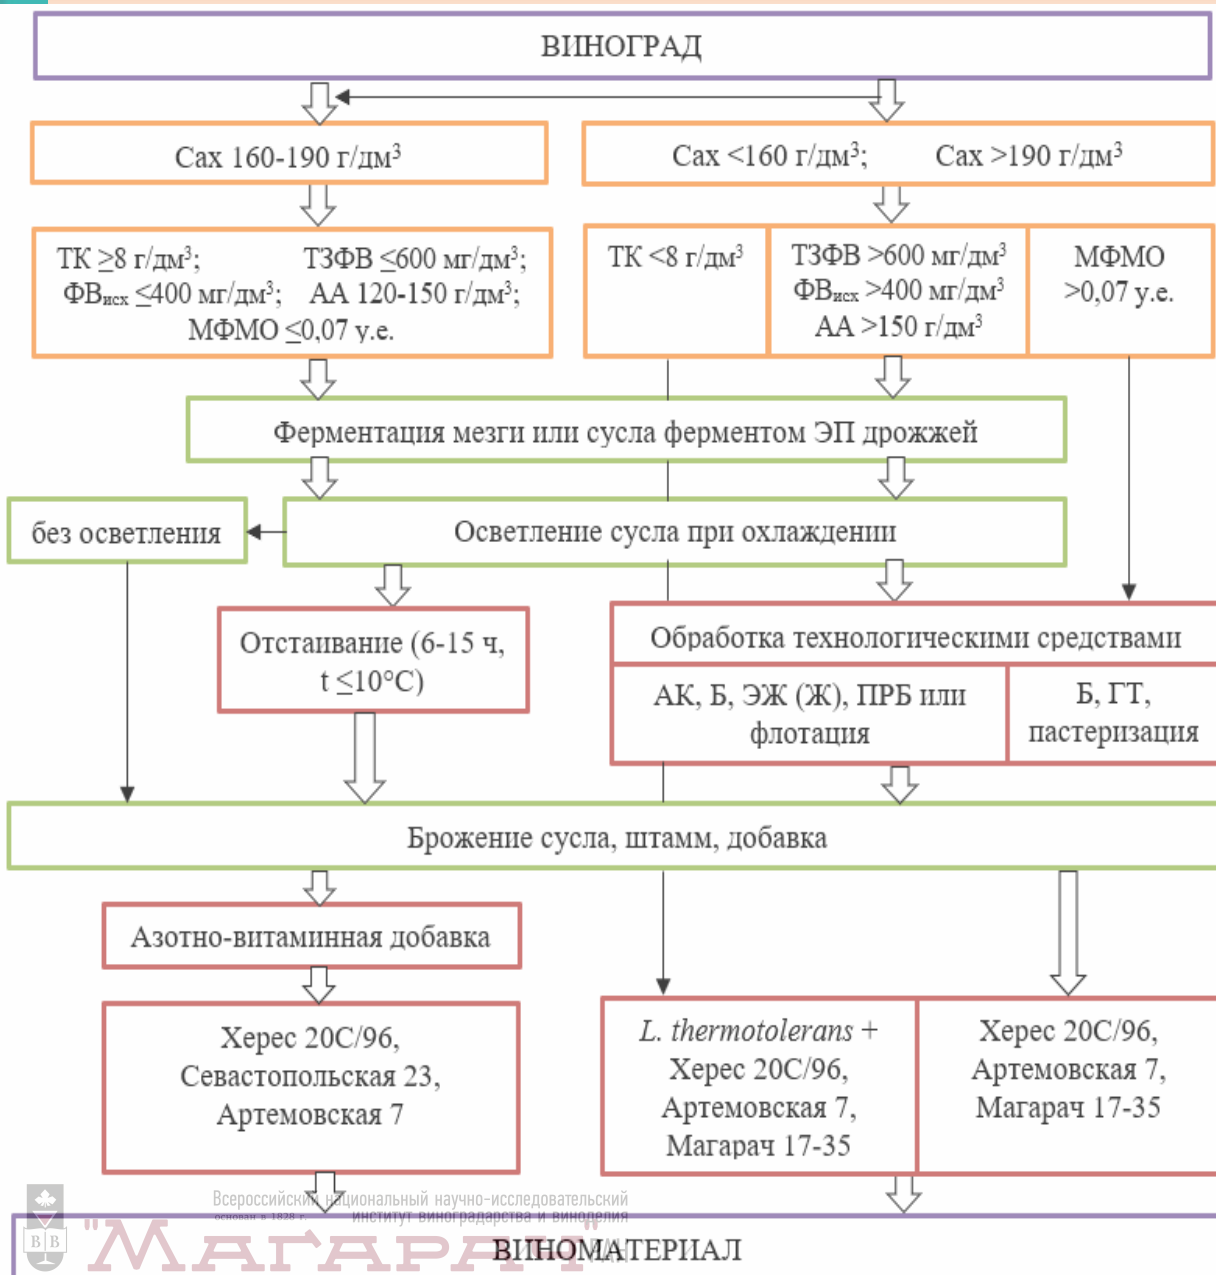 ВИНОГРАД
Сах 160-190 г/дм³
Сах <160 г/дм³; Сах >190 г/дм³
ТК ≥8 г/дм³; ТЗФВ ≤600 мг/дм³;
ФВисх ≤400 мг/дм³; АА 120-150 г/дм³;
МФМО ≤0,07 у.е.
ТК <8 г/дм³
ТЗФВ >600 мг/дм³
ФВисх >400 мг/дм³
АА >150 г/дм³
МФМО
>0,07 у.е.
Ферментация мезги или сусла ферментом ЭП дрожжей
без осветления
Осветление сусла при охлаждении
Отстаивание (6-15 ч,
t ≤10°C)
Обработка технологическими средствами
АК, Б, ЭЖ (Ж), ПРБ или
флотация
Б, ГТ,
пастеризация
Брожение сусла, штамм, добавка
Азотно-витаминная добавка
Херес 20С/96,
Севастопольская 23,
Артемовская 7
L. thermotolerans +
Херес 20С/96,
Артемовская 7,
Магарач 17-35
Херес 20С/96,
Артемовская 7,
Магарач 17-35
Всероссийский национальный научно-исследовательский
основан в 1828 г. институт виноградарства и виноделия
ВВ
"МАГАРАЧ"
РАН
ВИНОМАТЕРИАЛ